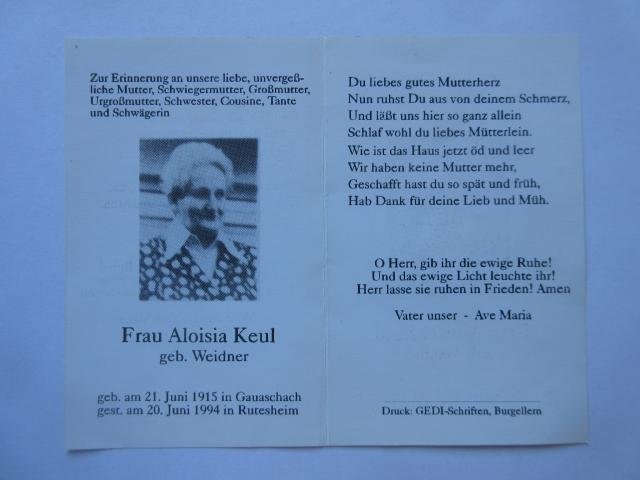 Zur Erinnerung an unsere liebe, unvergeß-
liche Mutter, Schwiegermutter, Großmutter,
Urgroßmutter, Schwester, Cousine, Tante
und Schwägerin
Frau Aloisia Keul
geb. Weidner
geb. am 21. Juni 1915 in Gauaschach
gest. am 20. Juni 1994 in Rutesheim
Du liebes gutes Mutterherz
Nun ruhst Du aus von deinem Schmerz,
Und läßt uns hier so ganz allein
Schlaf wohl du liebes Mütterlein.
Wie ist das Haus jetzt öd und leer
Wir haben keine Mutter mehr,
Geschafft hast du so spät und früh,
Hab Dank für deine Lieb und Müh.
O Herr, gib ihr die ewige Ruhe!
Und das ewige Licht leuchte ihr!
Herr lasse sie ruhen in Frieden! Amen
Vater unser - Ave Maria
Druck: GEDI-Schriften, Burgellern